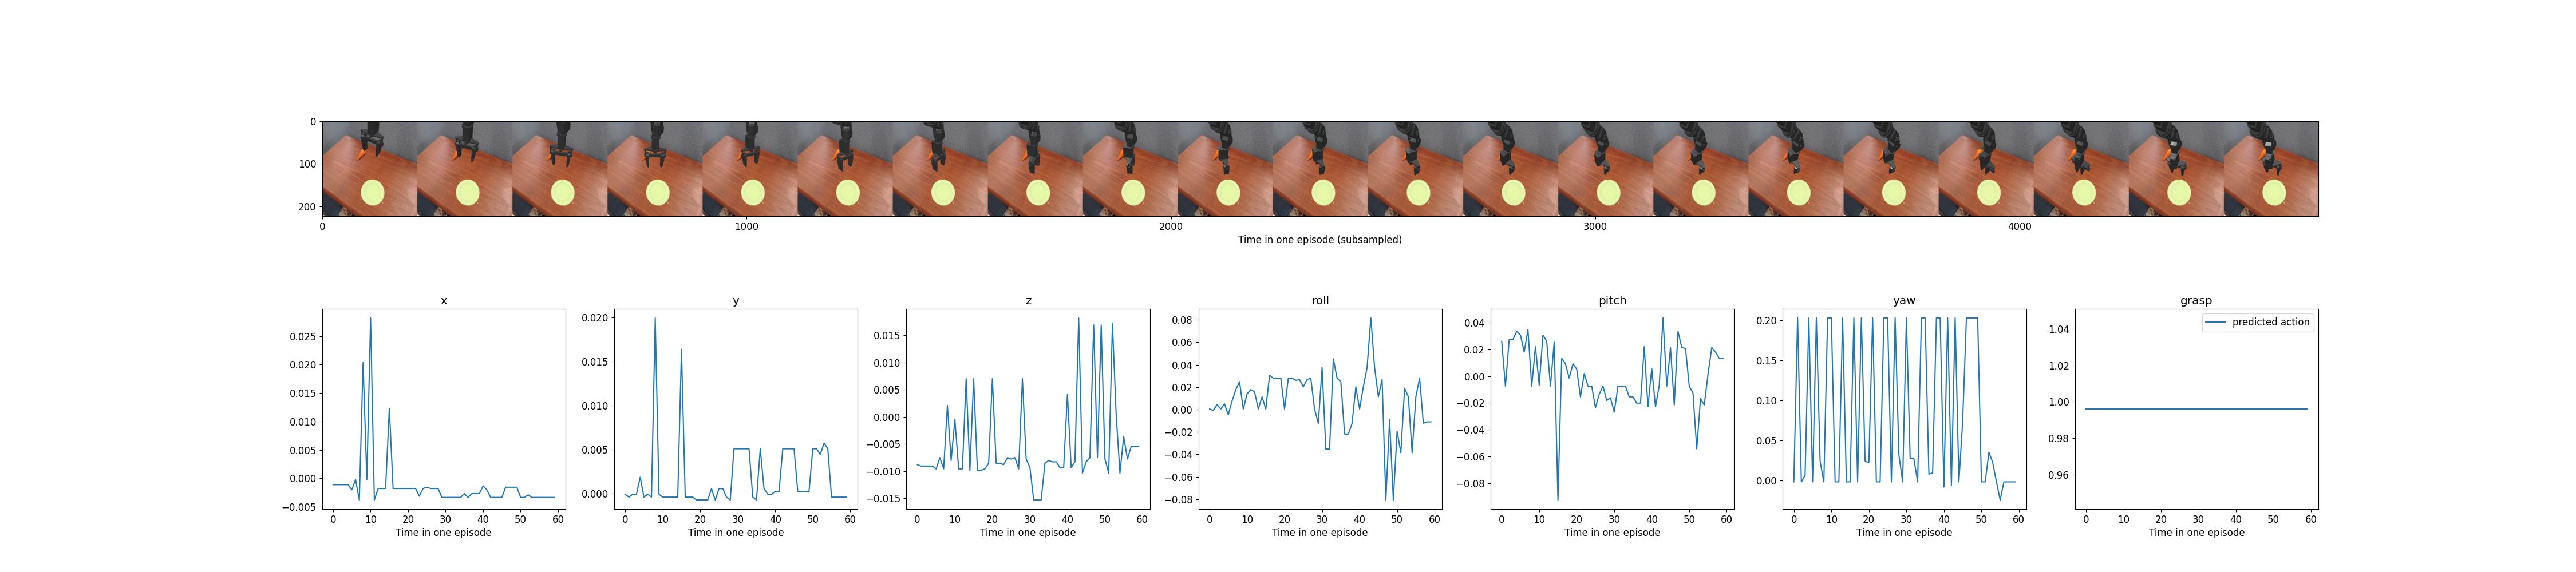 0
100
200
0 1000 2000 3000 4000
Time in one episode (subsampled)
x
0.025
0.020
0.015
0.010
0.005
0.000
−0.005
0 10 20 30 40 50 60
Time in one episode
y
0.020
0.015
0.010
0.005
0.000
0 10 20 30 40 50 60
Time in one episode
z
0.015
0.010
0.005
0.000
−0.005
−0.010
−0.015
0 10 20 30 40 50 60
Time in one episode
roll
0.08
0.06
0.04
0.02
0.00
−0.02
−0.04
−0.06
−0.08
0 10 20 30 40 50 60
Time in one episode
pitch
0.04
0.02
0.00
−0.02
−0.04
−0.06
−0.08
0 10 20 30 40 50 60
Time in one episode
yaw
0.20
0.15
0.10
0.05
0.00
0 10 20 30 40 50 60
Time in one episode
grasp
predicted action
1.04
1.02
1.00
0.98
0.96
0 10 20 30 40 50 60
Time in one episode